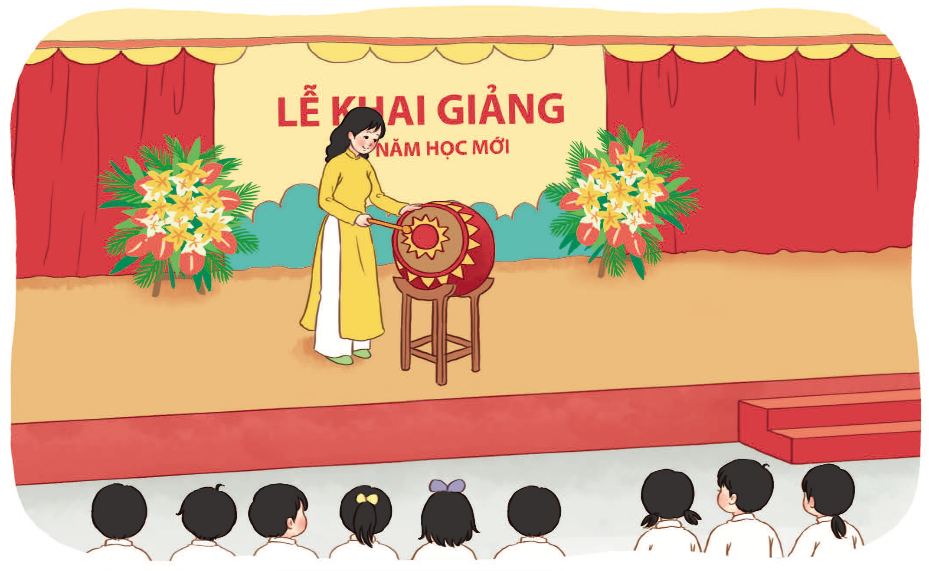 LỄ KHAI GIẢNG
NĂM HỌC MỚI